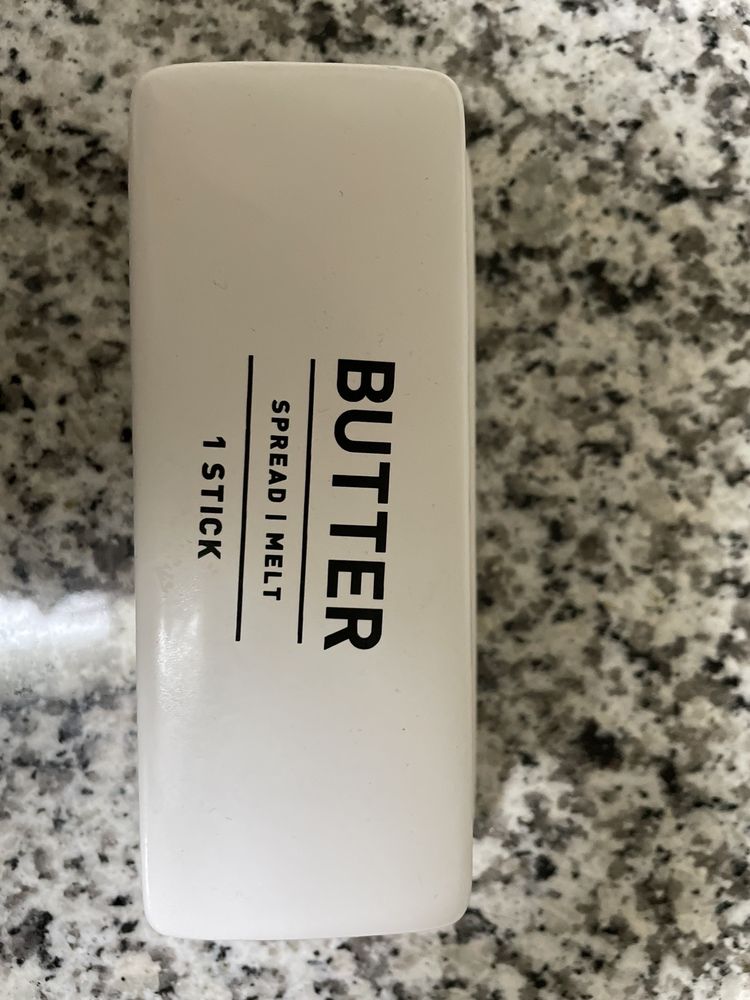 BUTTER
SPREAD | MELT
1 STICK